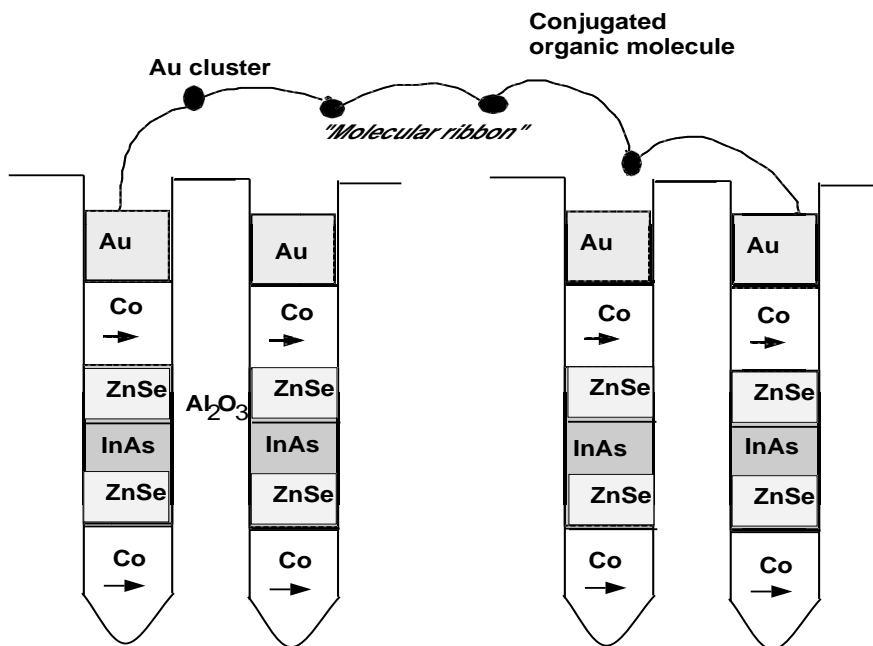 Conjugated
organic molecule
Au cluster
"Molecular ribbon"
Au
Au
Au
Au
Co
Co
Co
Co
ZnSe
ZnSe
ZnSe
ZnSe
Al2O3
InAs
InAs
InAs
InAs
ZnSe
ZnSe
ZnSe
ZnSe
Co
Co
Co
Co